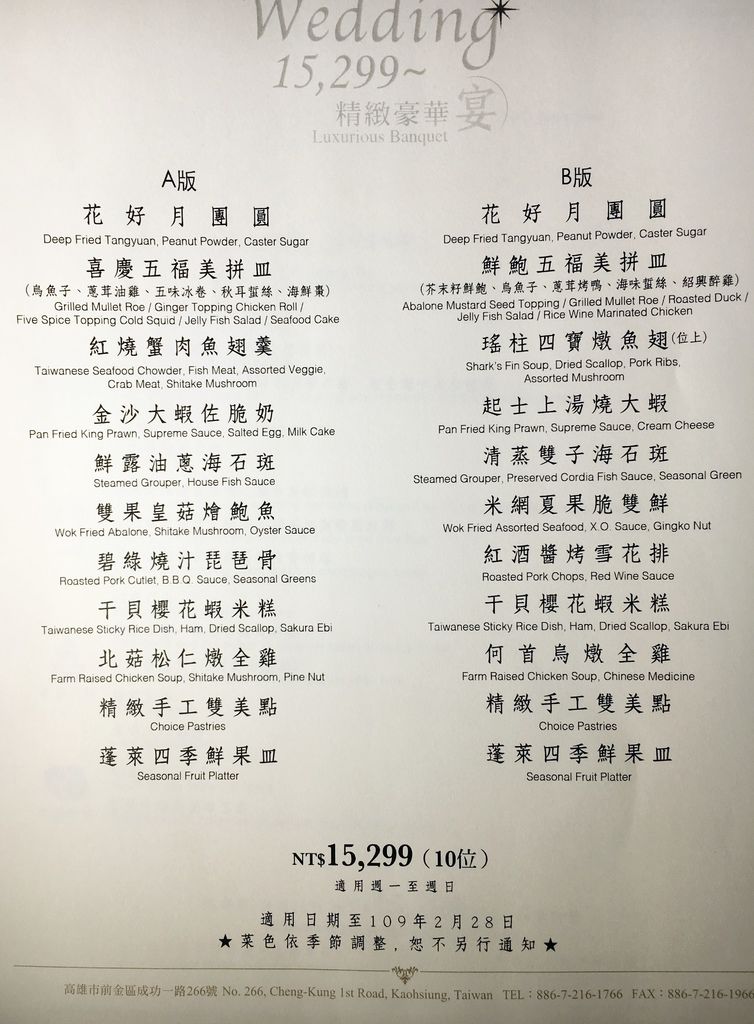 Wedding
15,299~
精緻豪華宴
Luxurious Banquet
A版
花好月團圓
Deep Fried Tangyuan, Peanut Powder, Caster Sugar
喜慶五福美拼皿
(烏魚子、蔥茸油雞、五味冰卷、秋耳蜇絲、海鮮棗)
Grilled Mullet Roe / Ginger Topping Chicken Roll /
Five Spice Topping Cold Squid / Jelly Fish Salad / Seafood Cake
紅燒蟹肉魚翅羹
Taiwanese Seafood Chowder, Fish Meat, Assorted Veggie,
Crab Meat, Shitake Mushroom
金沙大蝦佐脆奶
Pan Fried King Prawn, Supreme Sauce, Salted Egg, Milk Cake
鮮露油蔥海石斑
Steamed Grouper, House Fish Sauce
雙果皇菇燴鮑魚
Wok Fried Abalone, Shitake Mushroom, Oyster Sauce
碧綠燒汁琵琶骨
Roasted Pork Cutlet, B.B.Q. Sauce, Seasonal Greens
干貝櫻花蝦米糕
Taiwanese Sticky Rice Dish, Ham, Dried Scallop, Sakura Ebi
北菇松仁燉全雞
Farm Raised Chicken Soup, Shitake Mushroom, Pine Nut
精緻手工雙美點
Choice Pastries
蓬萊四季鮮果皿
Seasonal Fruit Platter
B版
花好月團圓
Deep Fried Tangyuan, Peanut Powder, Caster Sugar
鮮鮑五福美拼皿
(芥末籽鮮鮑、烏魚子、蔥茸烤鴨、海味蜇絲、紹興醉雞)
Abalone Mustard Seed Topping / Grilled Mullet Roe / Roasted Duck /
Jelly Fish Salad / Rice Wine Marinated Chicken
瑤柱四寶燉魚翅(位上)
Shark's Fin Soup, Dried Scallop, Pork Ribs,
Assorted Mushroom
起士上湯燒大蝦
Pan Fried King Prawn, Supreme Sauce, Cream Cheese
清蒸雙子海石斑
Steamed Grouper, Preserved Cordia Fish Sauce, Seasonal Green
米網夏果脆雙鮮
Wok Fried Assorted Seafood, X.O. Sauce, Gingko Nut
紅酒醬烤雪花排
Roasted Pork Chops, Red Wine Sauce
干貝櫻花蝦米糕
Taiwanese Sticky Rice Dish, Ham, Dried Scallop, Sakura Ebi
何首烏燉全雞
Farm Raised Chicken Soup, Chinese Medicine
精緻手工雙美點
Choice Pastries
蓬萊四季鮮果皿
Seasonal Fruit Platter
NT$15,299(10位)
適用週一至週日
適用日期至109年2月28日
★菜色依季節調整,恕不另行通知★
高雄市前金區成功一路266號 No. 266, Cheng-Kung 1st Road, Kaohsiung, Taiwan TEL:886-7-216-1766 FAX:886-7-216-1966